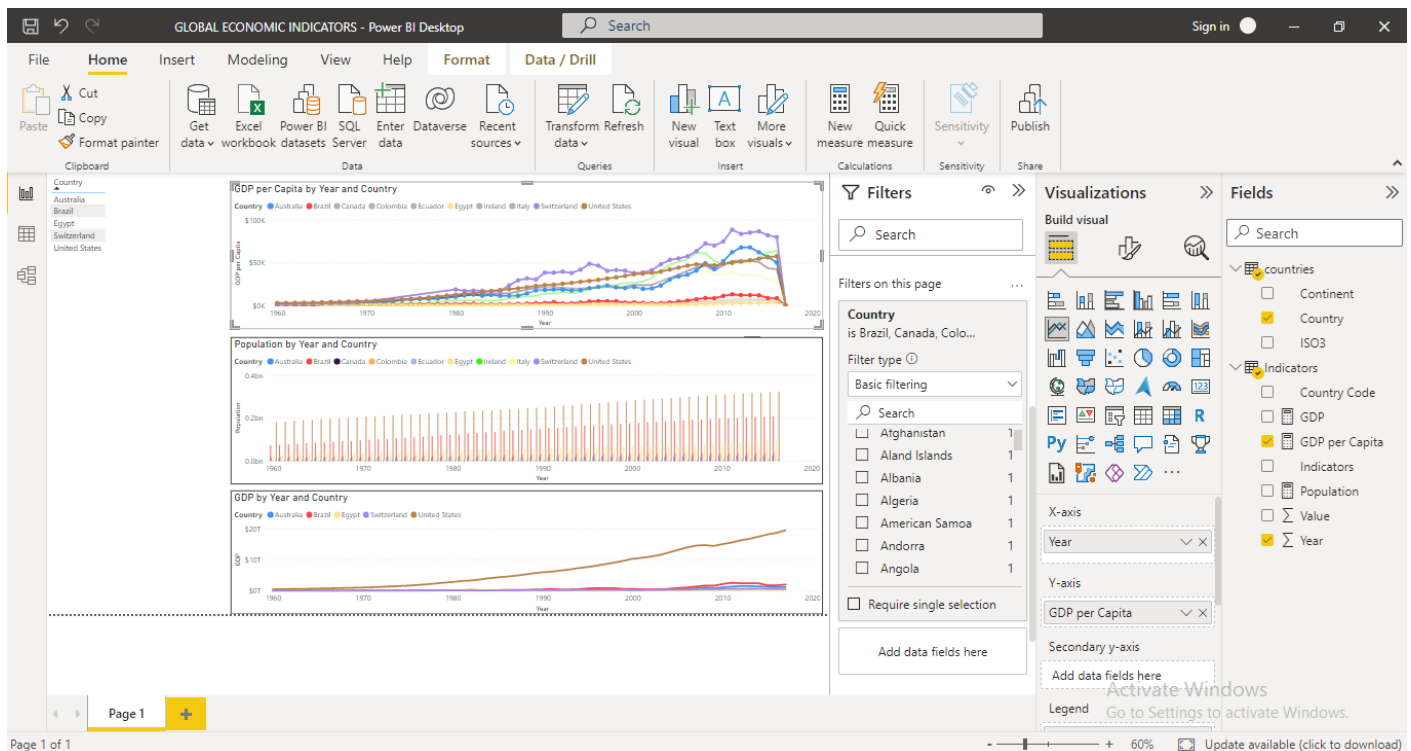 GLOBAL ECONOMIC INDICATORS - Power BI Desktop
Search
Sign in
File Home Insert Modeling View Help Format Data / Drill
Paste
Cut
Copy
Format painter
Clipboard
Get data
Excel workbook
Power BI datasets
SQL Server
Enter data
Dataverse
Recent sources
Data
Transform data
Refresh
Queries
New visual
Text box
More visuals
Insert
New measure
Quick measure
Calculations
Sensitivity
Sensitivity
Publish
Share
Country
Australia
Brazil
Egypt
Switzerland
United States
GDP per Capita by Year and Country
Country Australia Brazil Canada Colombia Ecuador Egypt Ireland Italy Switzerland United States
$100K
$50K
$0K
GDP per Capita
1960 1970 1980 1990 2000 2010 2020
Year
Population by Year and Country
Country Australia Brazil Canada Colombia Ecuador Egypt Ireland Italy Switzerland United States
0.4bn
0.2bn
0.0bn
Population
1960 1970 1980 1990 2000 2010 2020
Year
GDP by Year and Country
Country Australia Brazil Egypt Switzerland United States
$20T
$10T
$0T
GDP
1960 1970 1980 1990 2000 2010 2020
Year
Filters
Search
Filters on this page
Country
is Brazil, Canada, Colo...
Filter type
Basic filtering
Search
Afghanistan 1
Aland Islands 1
Albania 1
Algeria 1
American Samoa 1
Andorra 1
Angola 1
Require single selection
Add data fields here
Visualizations
Build visual
123
R
Py
X-axis
Year
Y-axis
GDP per Capita
Secondary y-axis
Add data fields here
Legend
Fields
Search
countries
Continent
Country
ISO3
Indicators
Country Code
GDP
GDP per Capita
Indicators
Population
Σ Value
Σ Year
Activate Windows
Go to Settings to activate Windows.
Page 1
+
Page 1 of 1
- + 60%
Update available (click to download)